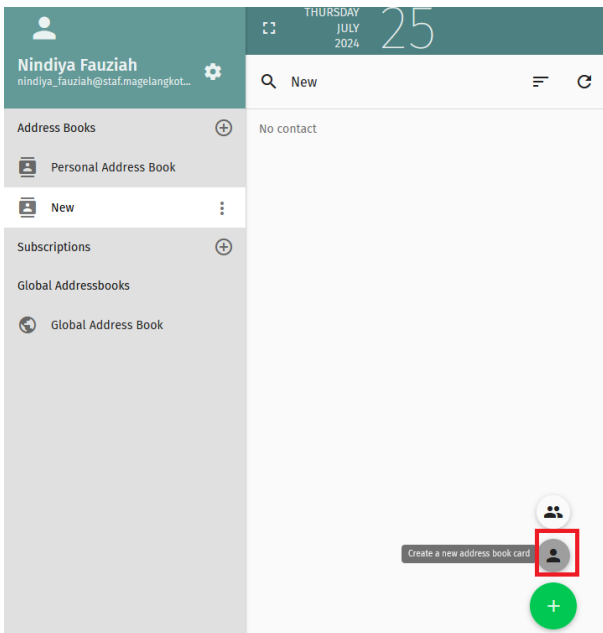 THURSDAY
JULY
2024
25
Nindiya Fauziah
nindiya_fauziah@staf.magelangkot...
New
Address Books
No contact
Personal Address Book
New
Subscriptions
Global Addressbooks
Global Address Book
Create a new address book card